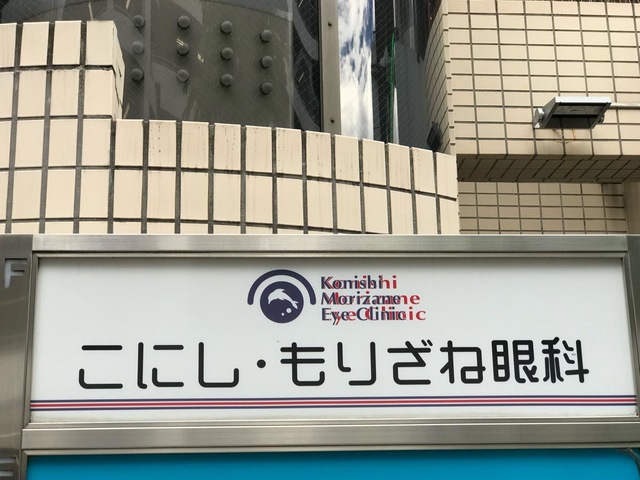 F
Konishi
Morizane
Eye Clinic
こにし・もりざね眼科